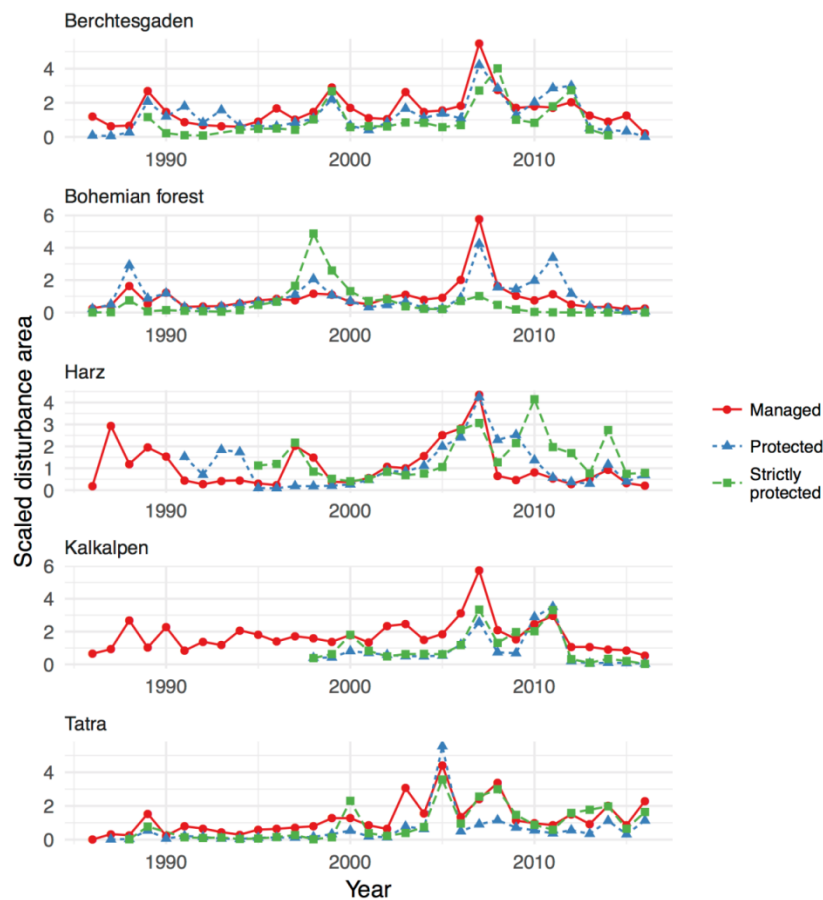 Berchtesgaden
4
2
0
1990 2000 2010
Bohemian forest
6
4
2
0
1990 2000 2010
Harz
4
3
2
1
0
1990 2000 2010
Kalkalpen
6
4
2
0
1990 2000 2010
Tatra
4
2
0
1990 2000 2010
Year
Scaled disturbance area
Managed
Protected
Strictly
protected